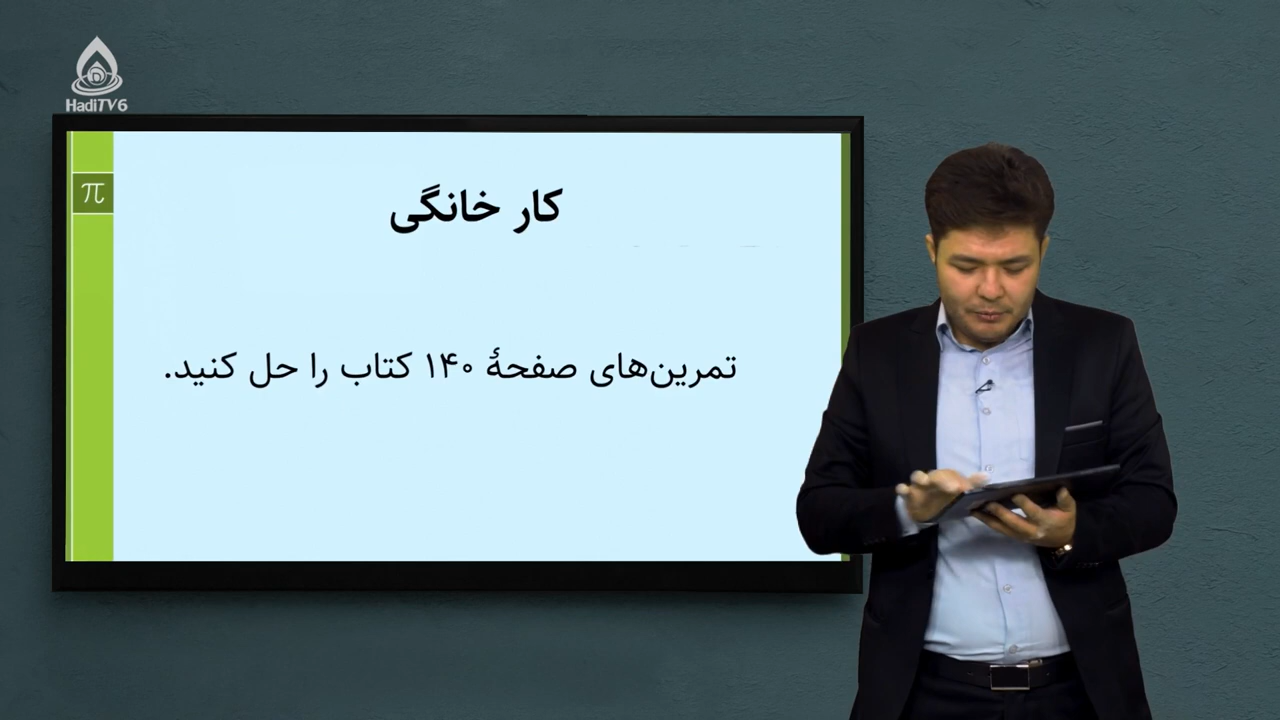 HadiTV6
π
کار خانگی
تمرین‌های صفحهٔ ۱۴۰ کتاب را حل کنید.